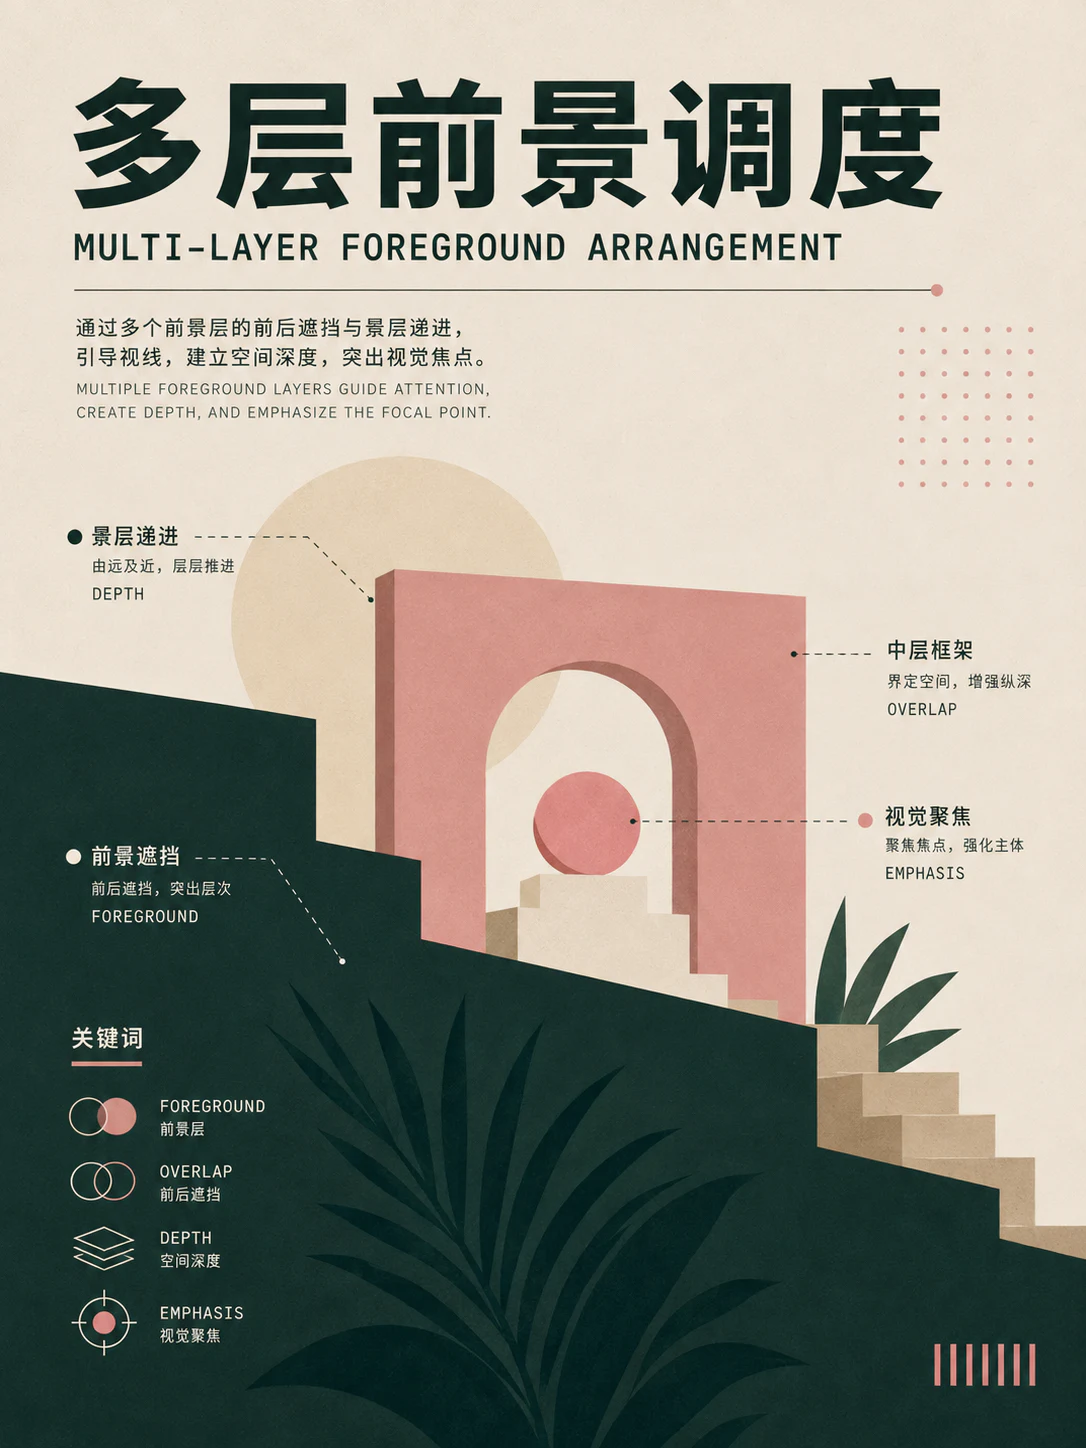 多层前景调度
MULTI-LAYER FOREGROUND ARRANGEMENT
通过多个前景层的前后遮挡与景层递进，
引导视线，建立空间深度，突出视觉焦点。
MULTIPLE FOREGROUND LAYERS GUIDE ATTENTION,
CREATE DEPTH, AND EMPHASIZE THE FOCAL POINT.
景层递进
由远及近，层层推进
DEPTH
中层框架
界定空间，增强纵深
OVERLAP
视觉聚焦
聚焦焦点，强化主体
EMPHASIS
前景遮挡
前后遮挡，突出层次
FOREGROUND
关键词
FOREGROUND
前景层
OVERLAP
前后遮挡
DEPTH
空间深度
EMPHASIS
视觉聚焦